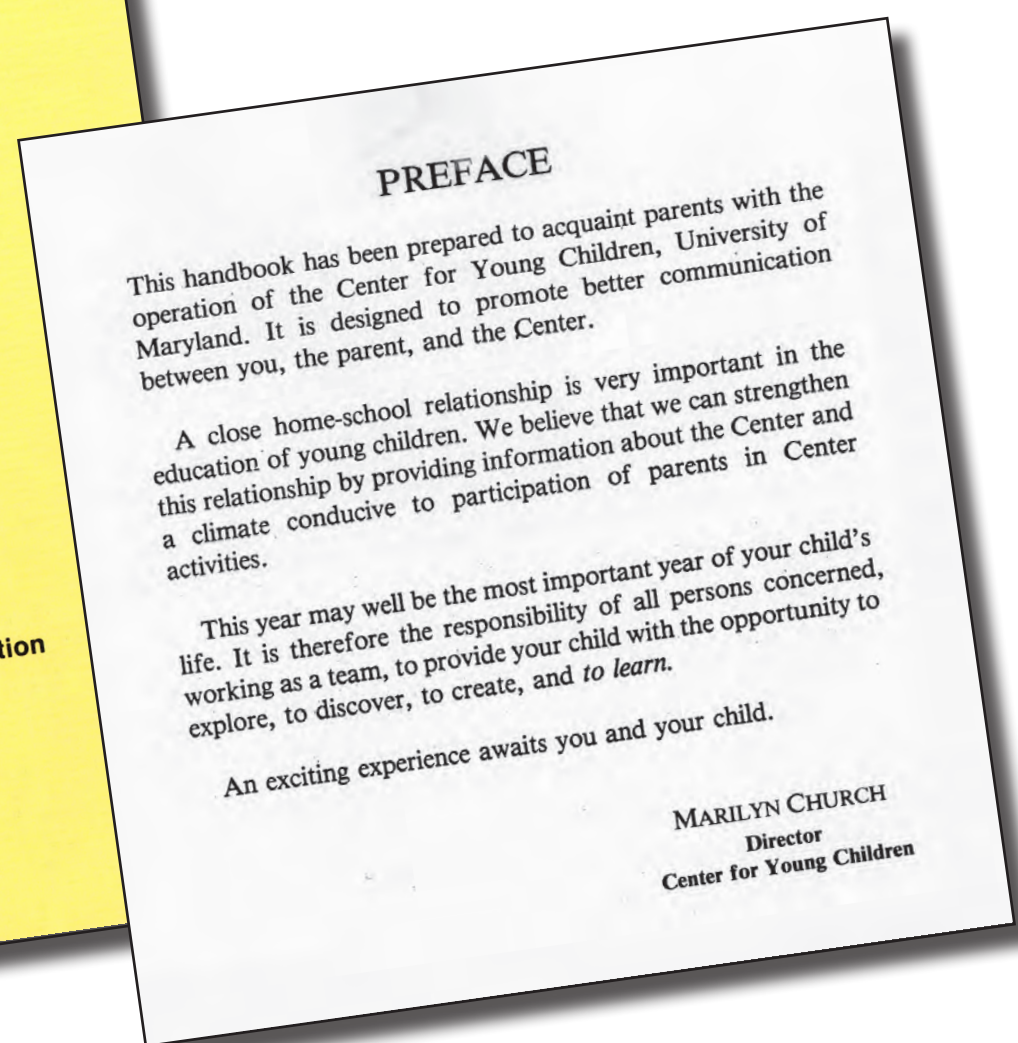 PREFACE
This handbook has been prepared to acquaint parents with the
operation of the Center for Young Children, University of
Maryland. It is designed to promote better communication
between you, the parent, and the Center.
A close home-school relationship is very important in the
education of young children. We believe that we can strengthen
this relationship by providing information about the Center and
a climate conducive to participation of parents in Center
activities.
This year may well be the most important year of your child's
life. It is therefore the responsibility of all persons concerned,
working as a team, to provide your child with the opportunity to
explore, to discover, to create, and to learn.
An exciting experience awaits you and your child.
MARILYN CHURCH
Director
Center for Young Children
tion